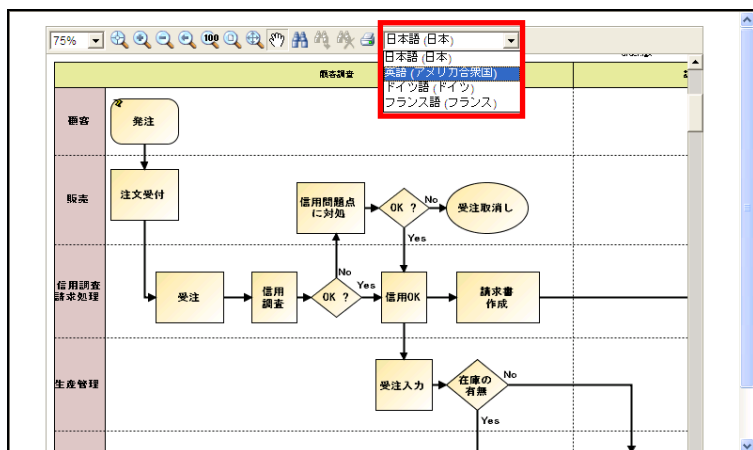 75%
100
日本語 (日本)
日本語 (日本)
英語 (アメリカ合衆国)
ドイツ語 (ドイツ)
フランス語 (フランス)
顧客調査
顧客
発注
販売
注文受付
信用問題点
に対処
OK ?
No
受注取消し
Yes
信用調査
請求処理
受注
信用
調査
No
OK ?
Yes
信用OK
請求書
作成
生産管理
受注入力
在庫の
有無
No
Yes